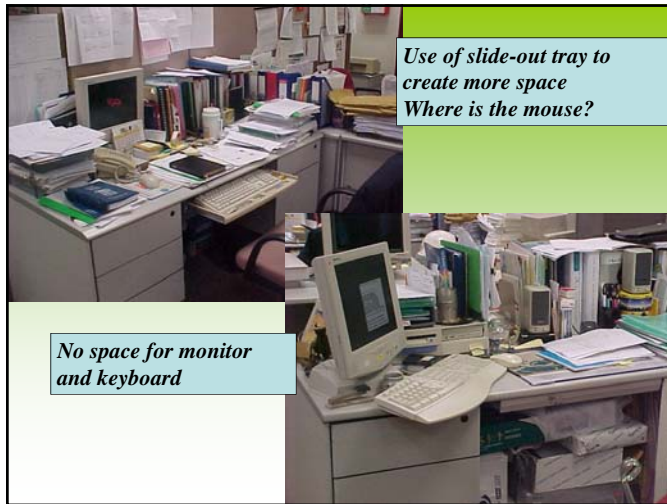 Use of slide-out tray to
create more space
Where is the mouse?
No space for monitor
and keyboard